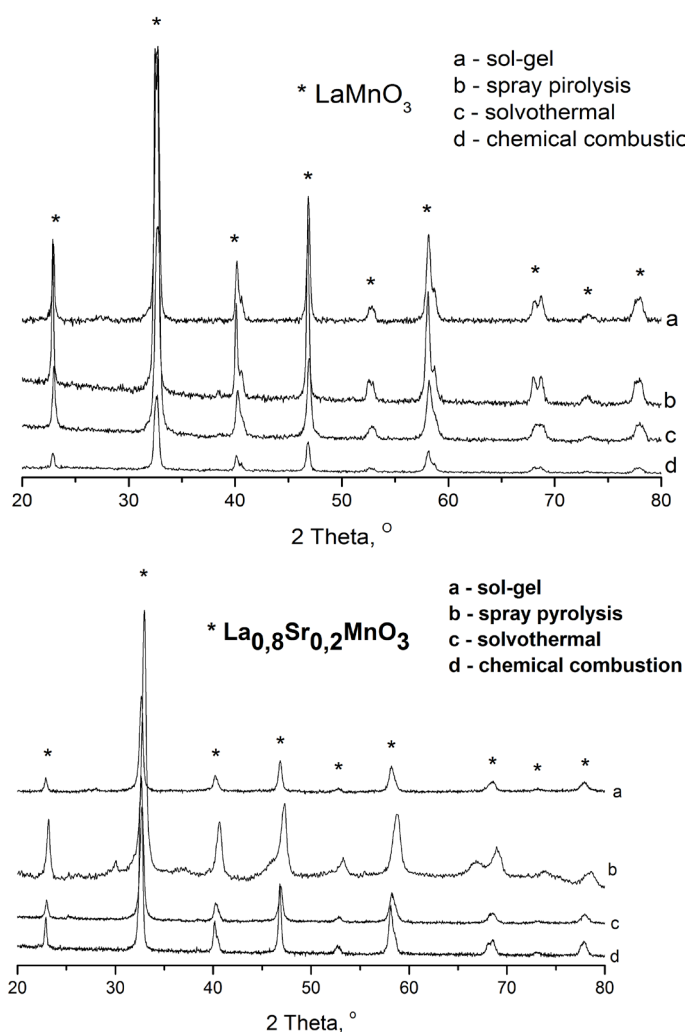 *
a - sol-gel
* LaMnO3
b - spray pirolysis
c - solvothermal
d - chemical combustio
*
*
*
*
*
*
*
*
a
b
c
d
20 30 40 50 60 70 80
2 Theta, O
*
a - sol-gel
* La0,8Sr0,2MnO3
b - spray pyrolysis
c - solvothermal
d - chemical combustion
* * * * * * * *
a
b
c
d
20 30 40 50 60 70 80
2 Theta, °